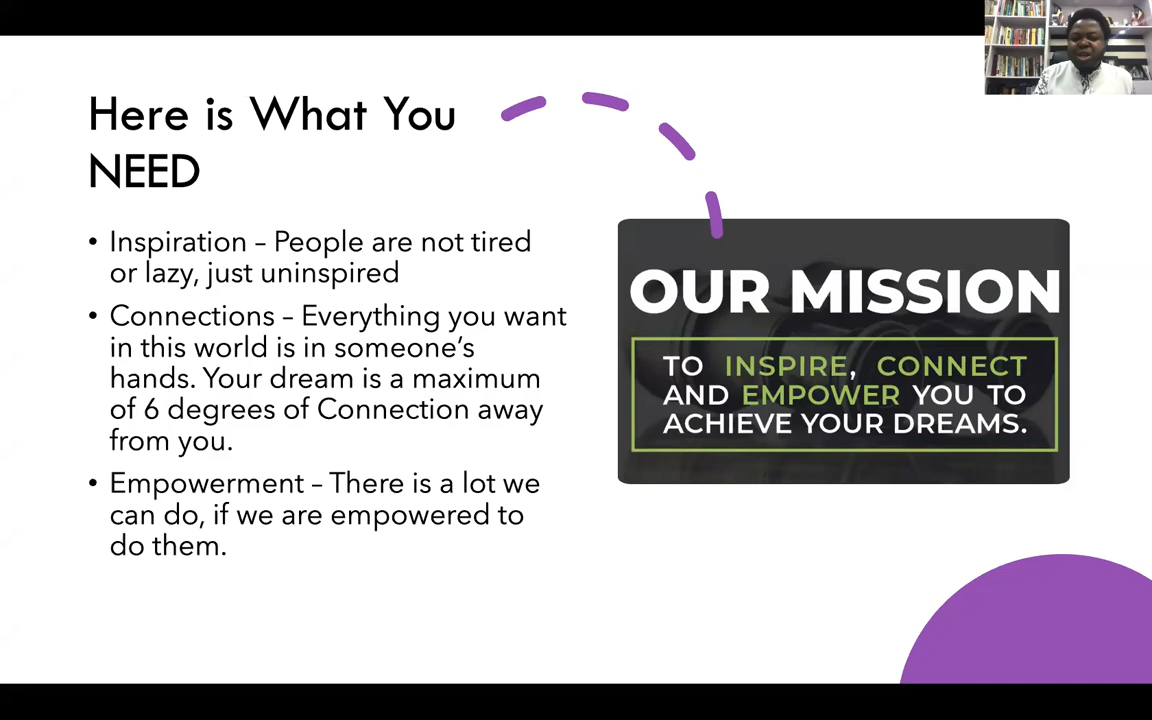 Here is What You
NEED
• Inspiration – People are not tired
or lazy, just uninspired
• Connections – Everything you want
in this world is in someone's
hands. Your dream is a maximum
of 6 degrees of Connection away
from you.
• Empowerment – There is a lot we
can do, if we are empowered to
do them.
OUR MISSION
TO INSPIRE, CONNECT
AND EMPOWER YOU TO
ACHIEVE YOUR DREAMS.